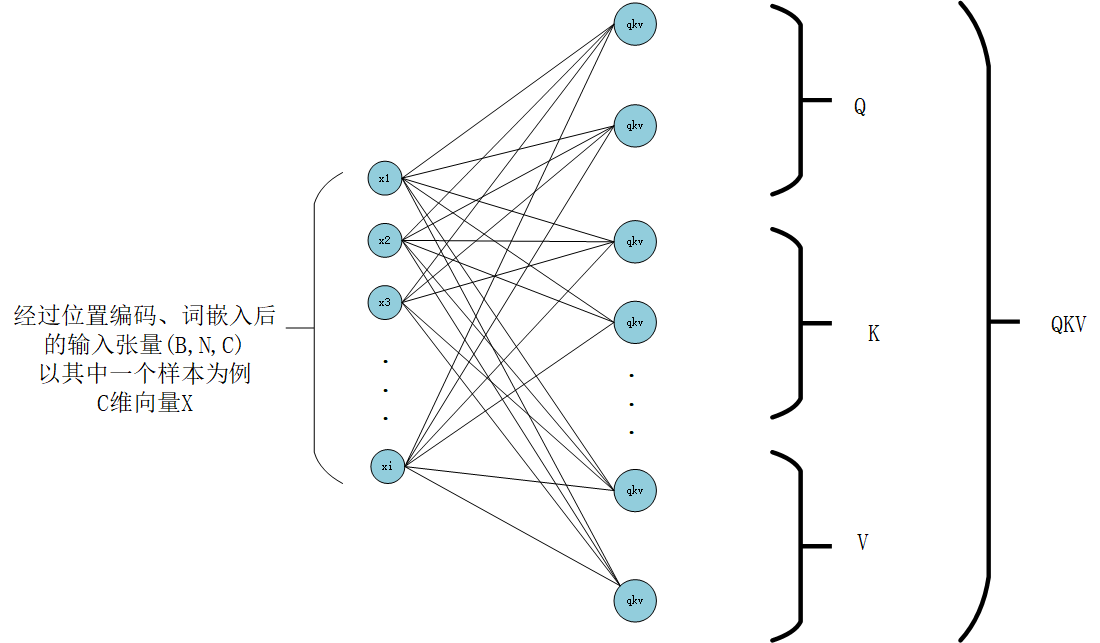 qkv
qkv
Q
x1
x2
qkv
x3
qkv
K
QKV
经过位置编码、词嵌入后
的输入张量(B,N,C)
以其中一个样本为例
C维向量X
xi
qkv
V
qkv